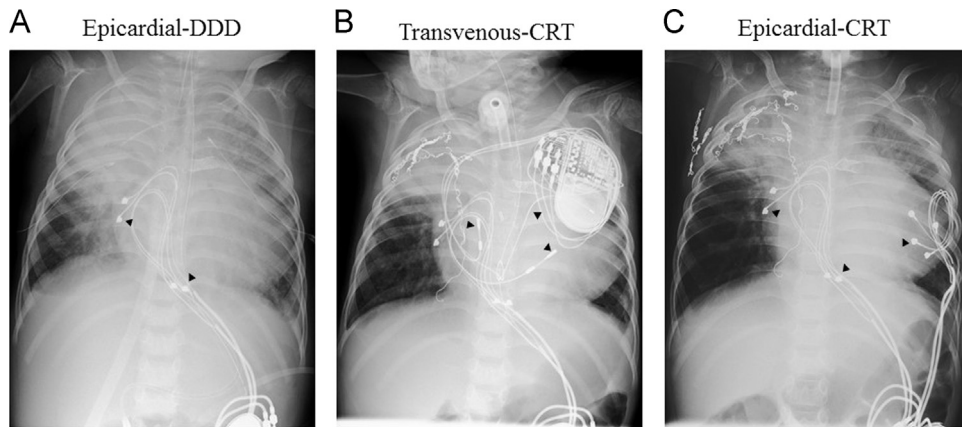 A
Epicardial-DDD
B
Transvenous-CRT
C
Epicardial-CRT